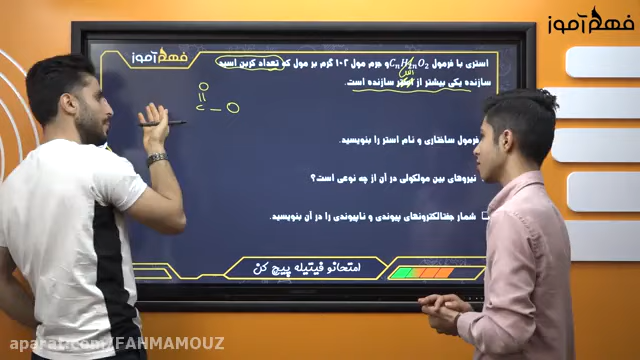 فهم آموز
فهم آموز
استری با فرمول CnH2nO2 و جرم مول ۱۰۲ گرم بر مول که تعداد کربن اسید
سازنده یکی بیشتر از سازنده است.
O
C — O
فرمول ساختاری و نام استر را بنویسید.
نیروهای بین مولکولی در آن از چه نوعی است؟
شمار جفت‌الکترون‌های پیوندی و ناپیوندی را در آن بنویسید.
امتحانو فیتیله پیچ کن
aparat.com/FAHMAMOUZ